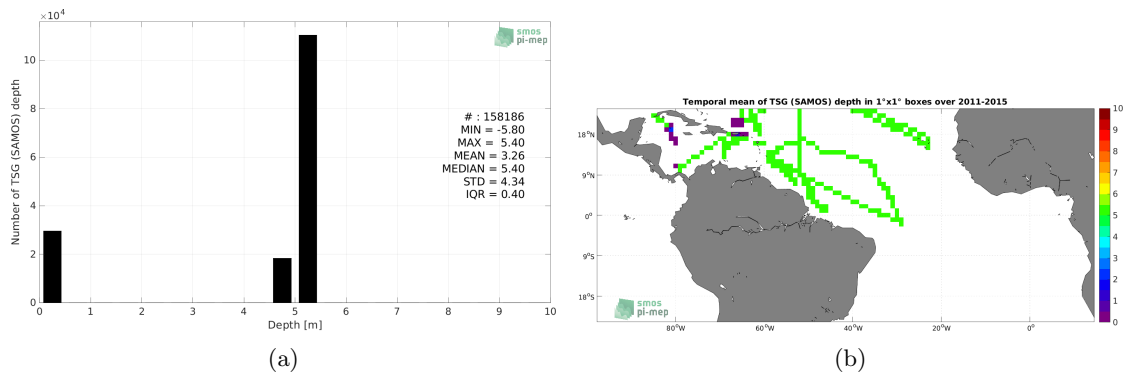 ×10⁴
Number of TSG (SAMOS) depth
10
8
6
4
2
0
0 1 2 3 4 5 6 7 8 9 10
Depth [m]
smos
pi-mep
# : 158186
MIN = -5.80
MAX = 5.40
MEAN = 3.26
MEDIAN = 5.40
STD = 4.34
IQR = 0.40
(a)
Temporal mean of TSG (SAMOS) depth in 1°x1° boxes over 2011-2015
18°N
9°N
0°
9°S
18°S
80°W 60°W 40°W 20°W 0°
smos
pi-mep
10
9
8
7
6
5
4
3
2
1
0
(b)